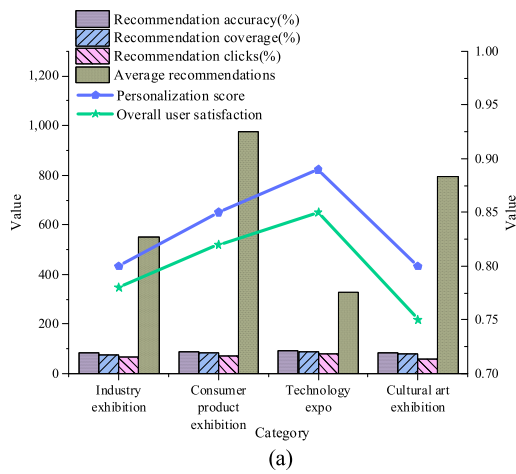 Recommendation accuracy(%)
Recommendation coverage(%)
Recommendation clicks(%)
Average recommendations
Personalization score
Overall user satisfaction
1,200
1,000
800
600
400
200
0
Value
1.00
0.95
0.90
0.85
0.80
0.75
0.70
Value
Industry
exhibition
Consumer
product
exhibition
Technology
expo
Cultural art
exhibition
Category
(a)